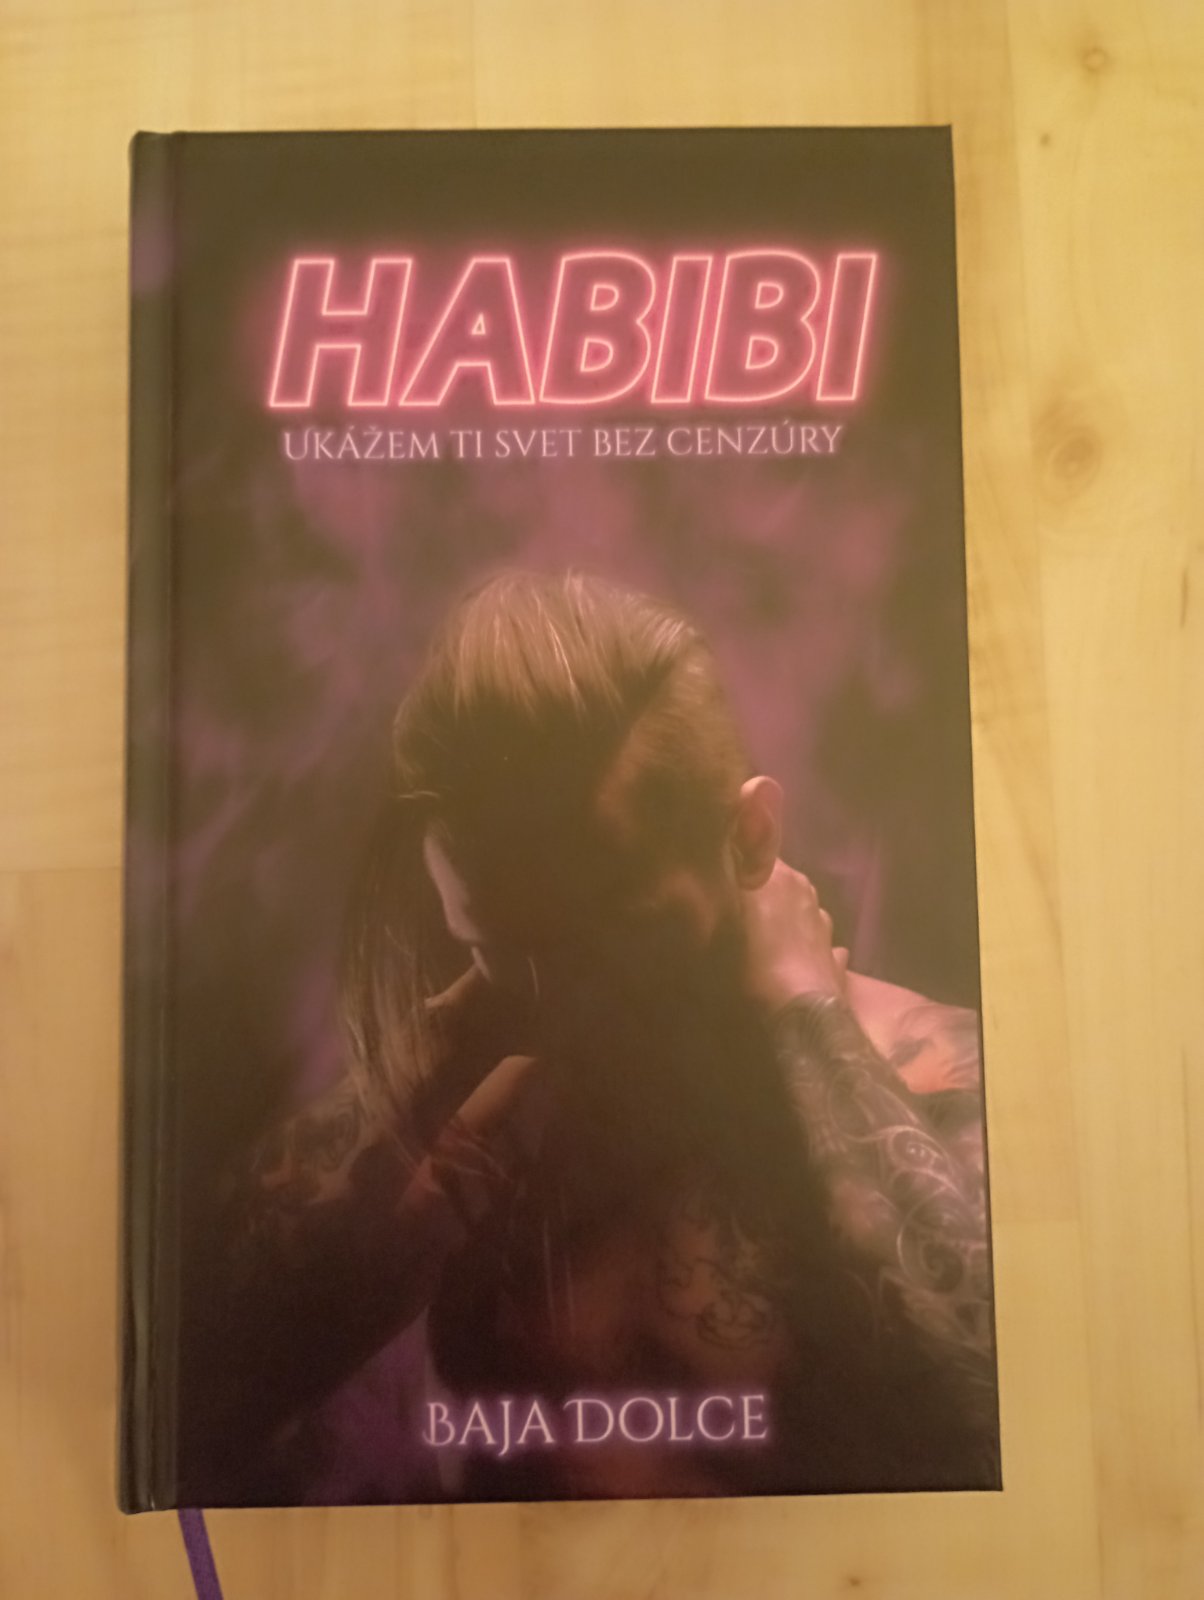 HABIBI
UKÁŽEM TI SVET BEZ CENZÚRY
BAJA DOLCE